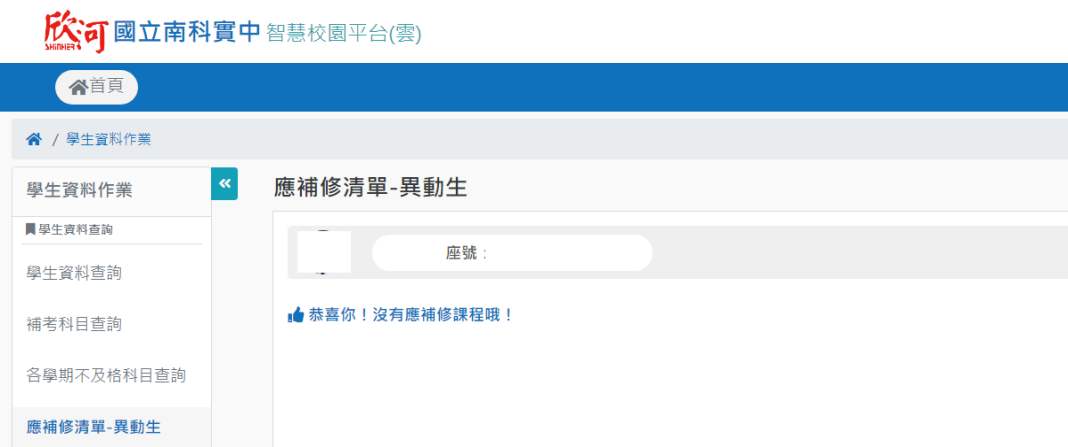 欣河 SHINHER 國立南科實中 智慧校園平台(雲)
首頁
/ 學生資料作業
學生資料作業
«
應補修清單-異動生
學生資料查詢
座號 :
學生資料查詢
恭喜你！沒有應補修課程哦！
補考科目查詢
各學期不及格科目查詢
應補修清單-異動生